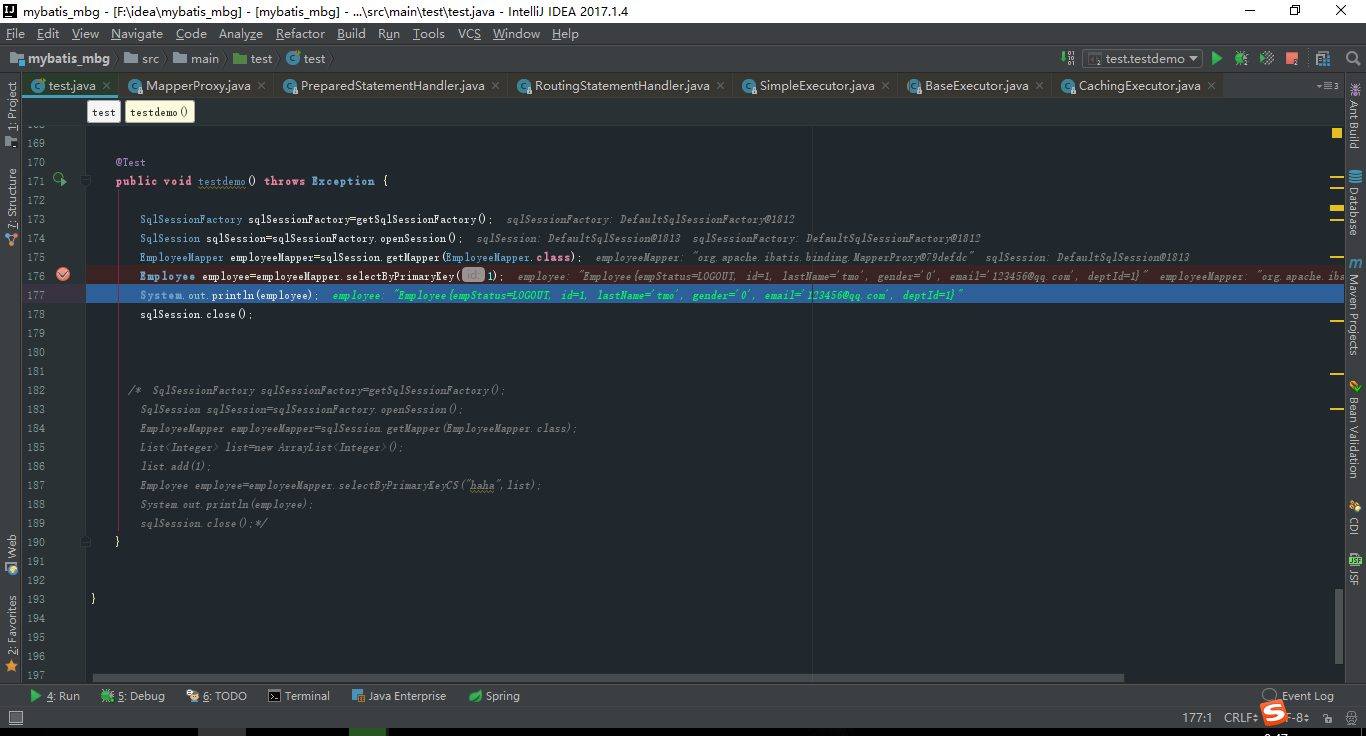 mybatis_mbg - [F:\idea\mybatis_mbg] - [mybatis_mbg] - ...\src\main\test\test.java - IntelliJ IDEA 2017.1.4
File Edit View Navigate Code Analyze Refactor Build Run Tools VCS Window Help
mybatis_mbg src main test test test.testdemo
test.java MapperProxy.java PreparedStatementHandler.java RoutingStatementHandler.java SimpleExecutor.java BaseExecutor.java CachingExecutor.java
test testdemo()
169
170 @Test
171 public void testdemo() throws Exception {
172
173 SqlSessionFactory sqlSessionFactory=getSqlSessionFactory(); sqlSessionFactory: DefaultSqlSessionFactory@1812
174 SqlSession sqlSession=sqlSessionFactory.openSession(); sqlSession: DefaultSqlSession@1813 sqlSessionFactory: DefaultSqlSessionFactory@1812
175 EmployeeMapper employeeMapper=sqlSession.getMapper(EmployeeMapper.class); employeeMapper: "org.apache.ibatis.binding.MapperProxy@79defdc" sqlSession: DefaultSqlSession@1813
176 Employee employee=employeeMapper.selectByPrimaryKey( id: 1); employee: "Employee{empStatus=LOGOUT, id=1, lastName='tmo', gender='0', email='123456@qq.com', deptId=1}" employeeMapper: "org.apache.iba
177 System.out.println(employee); employee: "Employee{empStatus=LOGOUT, id=1, lastName='tmo', gender='0', email='123456@qq.com', deptId=1}"
178 sqlSession.close();
179
180
181
182 /* SqlSessionFactory sqlSessionFactory=getSqlSessionFactory();
183 SqlSession sqlSession=sqlSessionFactory.openSession();
184 EmployeeMapper employeeMapper=sqlSession.getMapper(EmployeeMapper.class);
185 List<Integer> list=new ArrayList<Integer>();
186 list.add(1);
187 Employee employee=employeeMapper.selectByPrimaryKeyCS("haha",list);
188 System.out.println(employee);
189 sqlSession.close();*/
190 }
191
192
193 }
194
195
196
197
1: Project
7: Structure
Web
2: Favorites
Ant Build
Database
Maven Projects
Bean Validation
CDI
JSF
4: Run 5: Debug 6: TODO Terminal Java Enterprise Spring Event Log
177:1 CRLF F-8